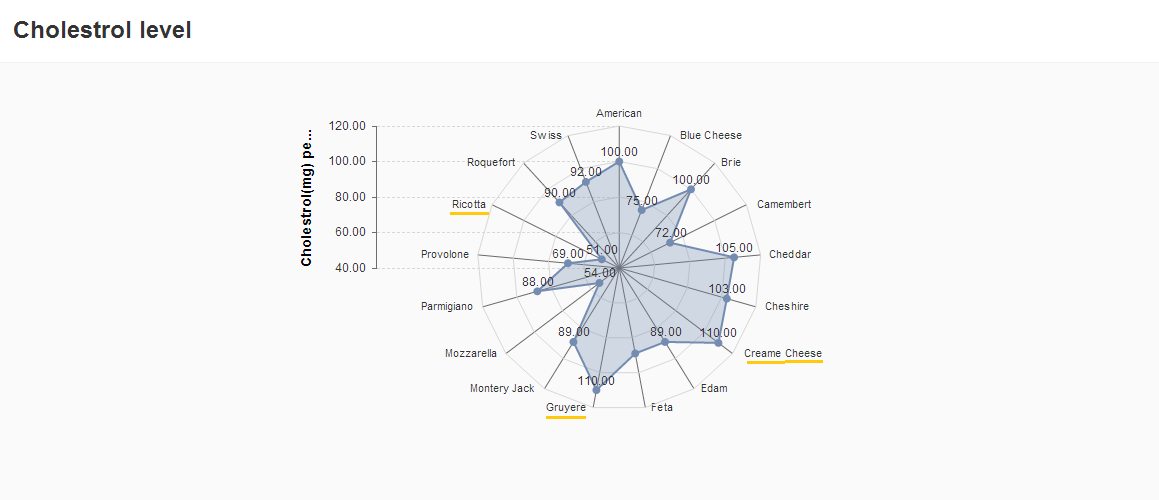 Cholestrol level
Cholestrol(mg) pe...
120.00
100.00
80.00
60.00
40.00
American
Blue Cheese
Brie
Camembert
Cheddar
Cheshire
Creame Cheese
Edam
Feta
Gruyere
Montery Jack
Mozzarella
Parmigiano
Provolone
Ricotta
Roquefort
Swiss
100.00
75.00
100.00
72.00
105.00
103.00
110.00
89.00
110.00
89.00
54.00
88.00
69.00
51.00
90.00
92.00